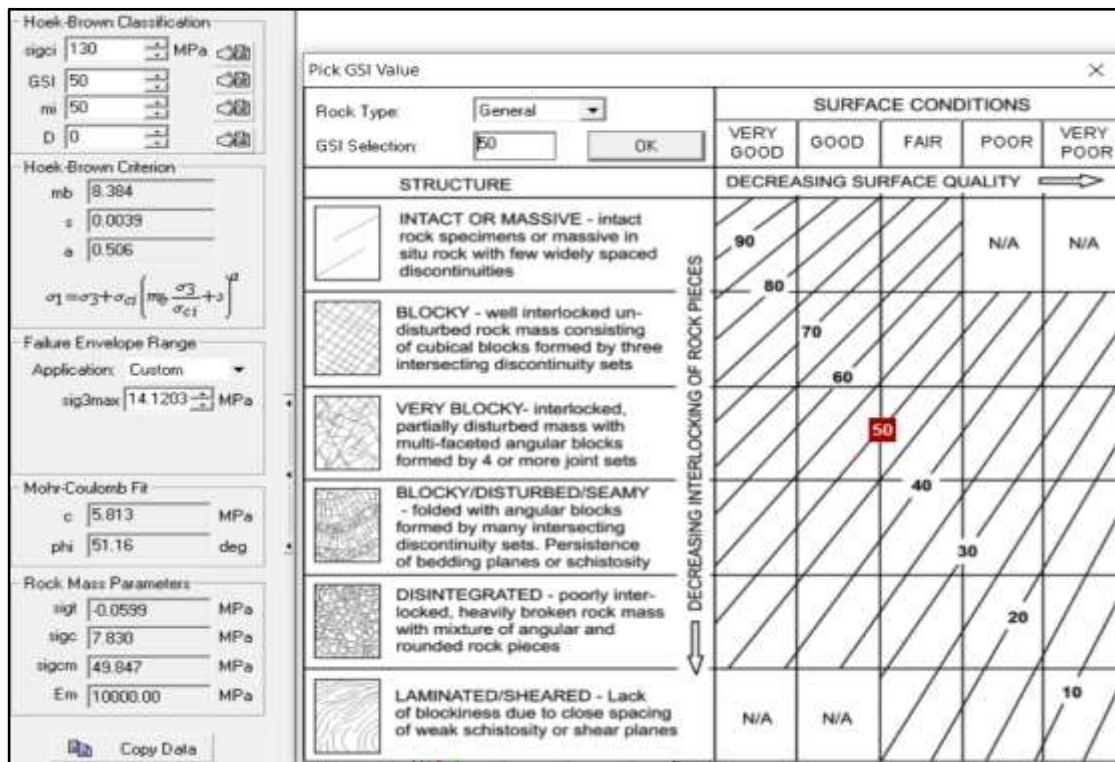 Hoek-Brown Classification
sigci 130 MPa
GSI 50
mi 50
D 0
Hoek-Brown Criterion
mb 8.384
s 0.0039
a 0.506
σ1=σ3+σci(mb σ3/σci+s)^a
Failure Envelope Range
Application: Custom
sig3max 14.1203 MPa
Mohr-Coulomb Fit
c 5.813 MPa
phi 51.16 deg
Rock Mass Parameters
sigt -0.0599 MPa
sigc 7.830 MPa
sigcm 49.847 MPa
Em 10000.00 MPa
Copy Data
Pick GSI Value
Rock Type: General
GSI Selection: 50 OK
STRUCTURE
SURFACE CONDITIONS
VERY GOOD
GOOD
FAIR
POOR
VERY POOR
DECREASING SURFACE QUALITY
DECREASING INTERLOCKING OF ROCK PIECES
INTACT OR MASSIVE - intact
rock specimens or massive in
situ rock with few widely spaced
discontinuities
BLOCKY - well interlocked un-
disturbed rock mass consisting
of cubical blocks formed by three
intersecting discontinuity sets
VERY BLOCKY- interlocked,
partially disturbed mass with
multi-faceted angular blocks
formed by 4 or more joint sets
BLOCKY/DISTURBED/SEAMY
- folded with angular blocks
formed by many intersecting
discontinuity sets. Persistence
of bedding planes or schistosity
DISINTEGRATED - poorly inter-
locked, heavily broken rock mass
with mixture of angular and
rounded rock pieces
LAMINATED/SHEARED - Lack
of blockiness due to close spacing
of weak schistosity or shear planes
90
N/A N/A
80
70
60
50
40
30
20
10
N/A N/A